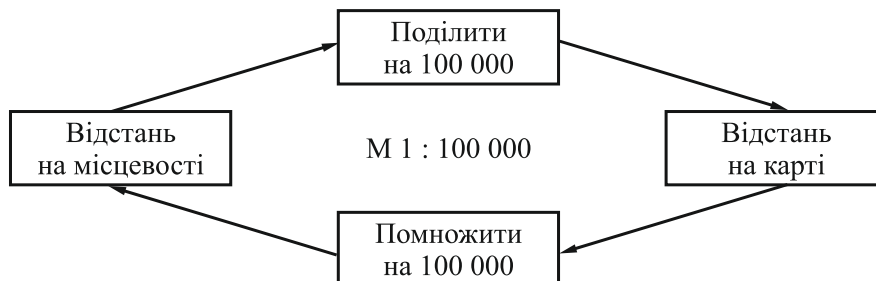 Поділити
на 100 000
Відстань
на місцевості
М 1 : 100 000
Відстань
на карті
Помножити
на 100 000